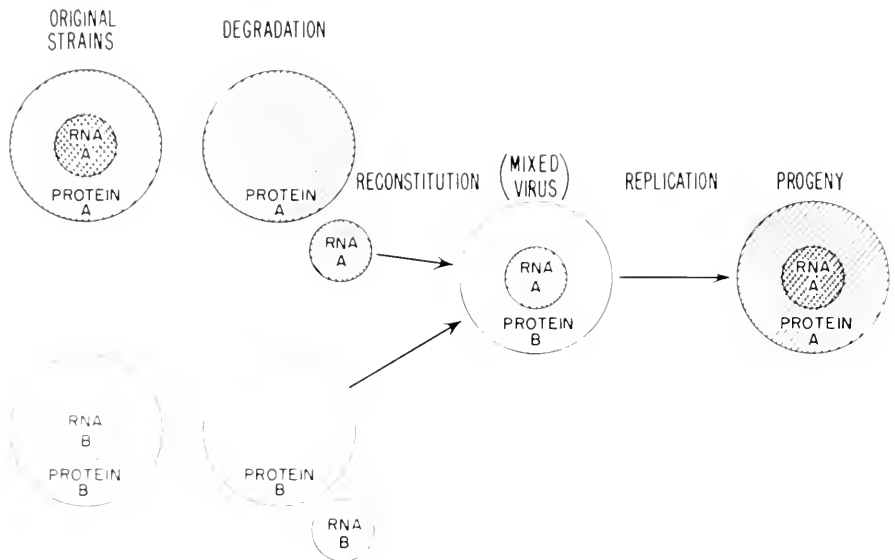 ORIGINAL
STRAINS
DEGRADATION
RNA
A
PROTEIN
A
PROTEIN
A
RNA
A
RECONSTITUTION
(MIXED
VIRUS)
RNA
A
PROTEIN
B
REPLICATION
PROGENY
RNA
A
PROTEIN
A
RNA
B
PROTEIN
B
PROTEIN
B
RNA
B